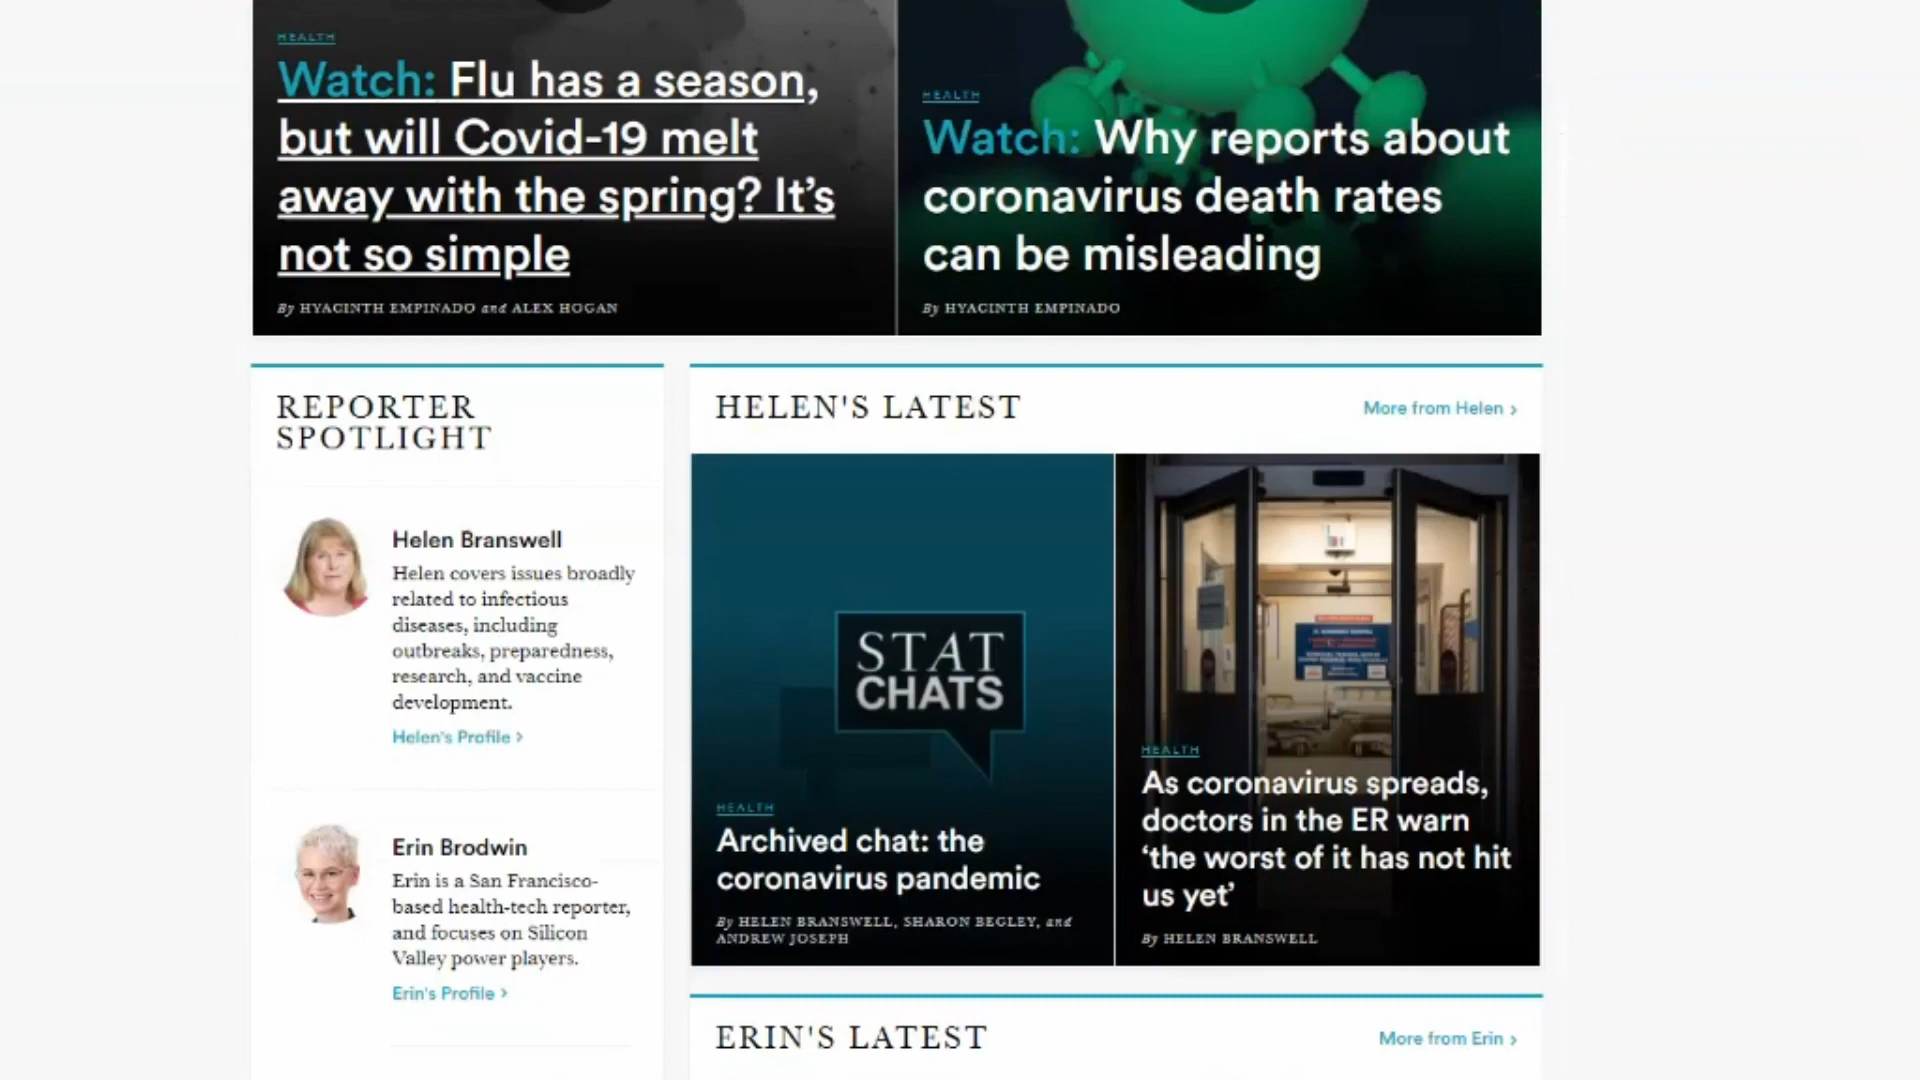 HEALTH
Watch: Flu has a season,
but will Covid-19 melt
away with the spring? It’s
not so simple
By HYACINTH EMPINADO and ALEX HOGAN
HEALTH
Watch: Why reports about
coronavirus death rates
can be misleading
By HYACINTH EMPINADO
REPORTER
SPOTLIGHT
Helen Branswell
Helen covers issues broadly
related to infectious
diseases, including
outbreaks, preparedness,
research, and vaccine
development.
Helen's Profile >
Erin Brodwin
Erin is a San Francisco-
based health-tech reporter,
and focuses on Silicon
Valley power players.
Erin's Profile >
HELEN'S LATEST
More from Helen >
STAT
CHATS
HEALTH
Archived chat: the
coronavirus pandemic
By HELEN BRANSWELL, SHARON BEGLEY, and
ANDREW JOSEPH
HEALTH
As coronavirus spreads,
doctors in the ER warn
‘the worst of it has not hit
us yet’
By HELEN BRANSWELL
ERIN'S LATEST
More from Erin >